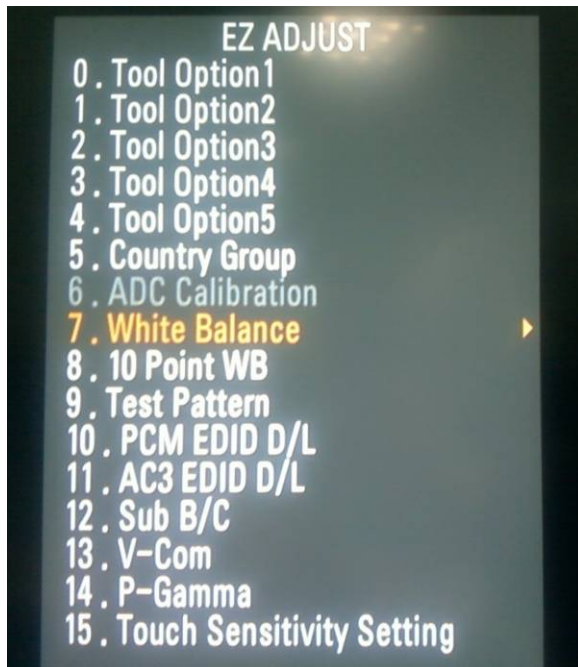 EZ ADJUST
0 . Tool Option1
1 . Tool Option2
2 . Tool Option3
3 . Tool Option4
4 . Tool Option5
5 . Country Group
6 . ADC Calibration
7 . White Balance
8 . 10 Point WB
9 . Test Pattern
10 . PCM EDID D/L
11 . AC3 EDID D/L
12 . Sub B/C
13 . V-Com
14 . P-Gamma
15 . Touch Sensitivity Setting